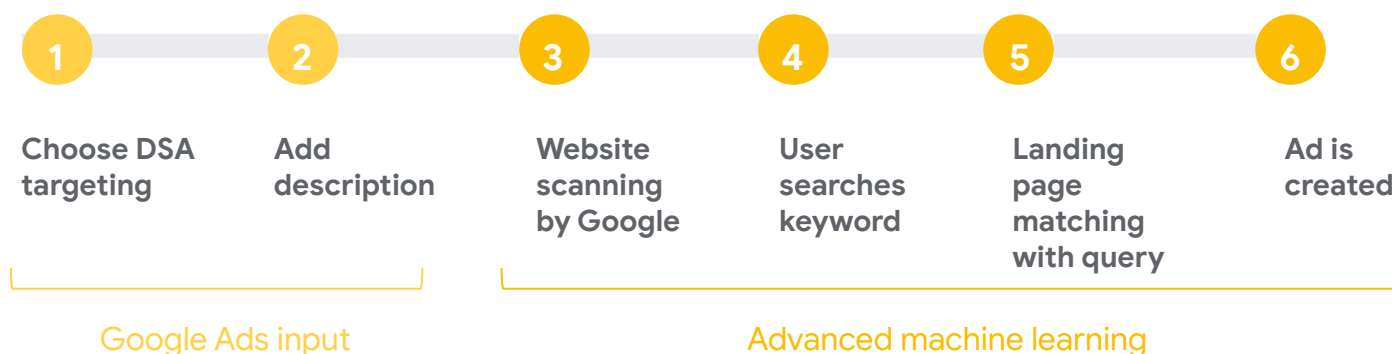 1
2
3
4
5
6
Choose DSA
targeting
Add
description
Website
scanning
by Google
User
searches
keyword
Landing
page
matching
with query
Ad is
created
Google Ads input
Advanced machine learning